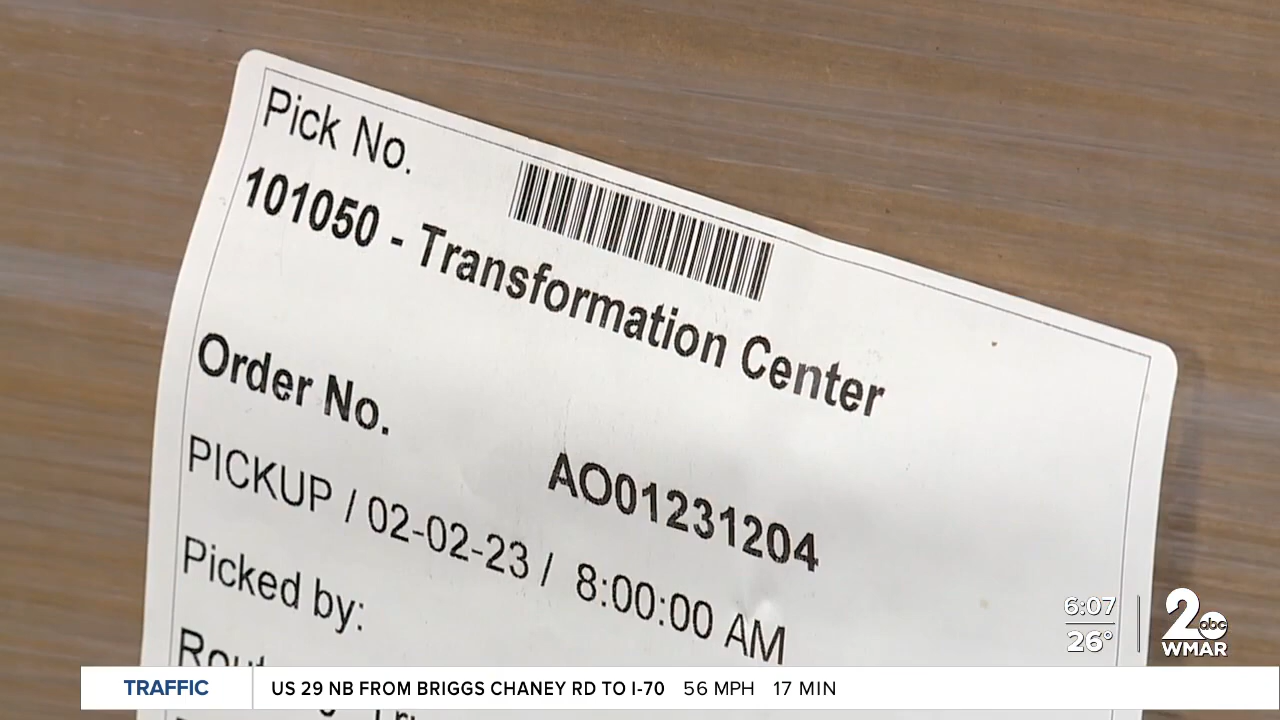 Pick No.
101050 - Transformation Center
Order No.
AO01231204
PICKUP / 02-02-23 / 8:00:00 AM
Picked by:
6:07
26°
2 abc
WMAR
TRAFFIC US 29 NB FROM BRIGGS CHANEY RD TO I-70 56 MPH 17 MIN